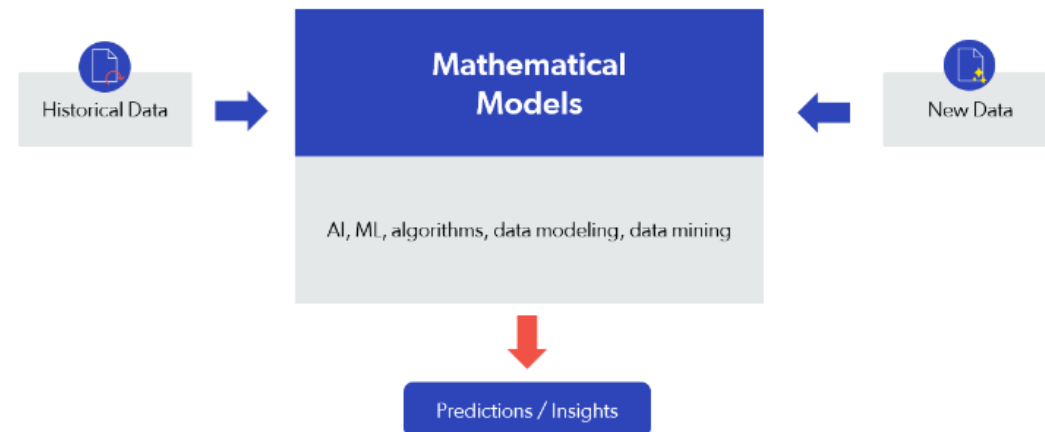 Mathematical
Models
Historical Data
New Data
AI, ML, algorithms, data modeling, data mining
Predictions / Insights